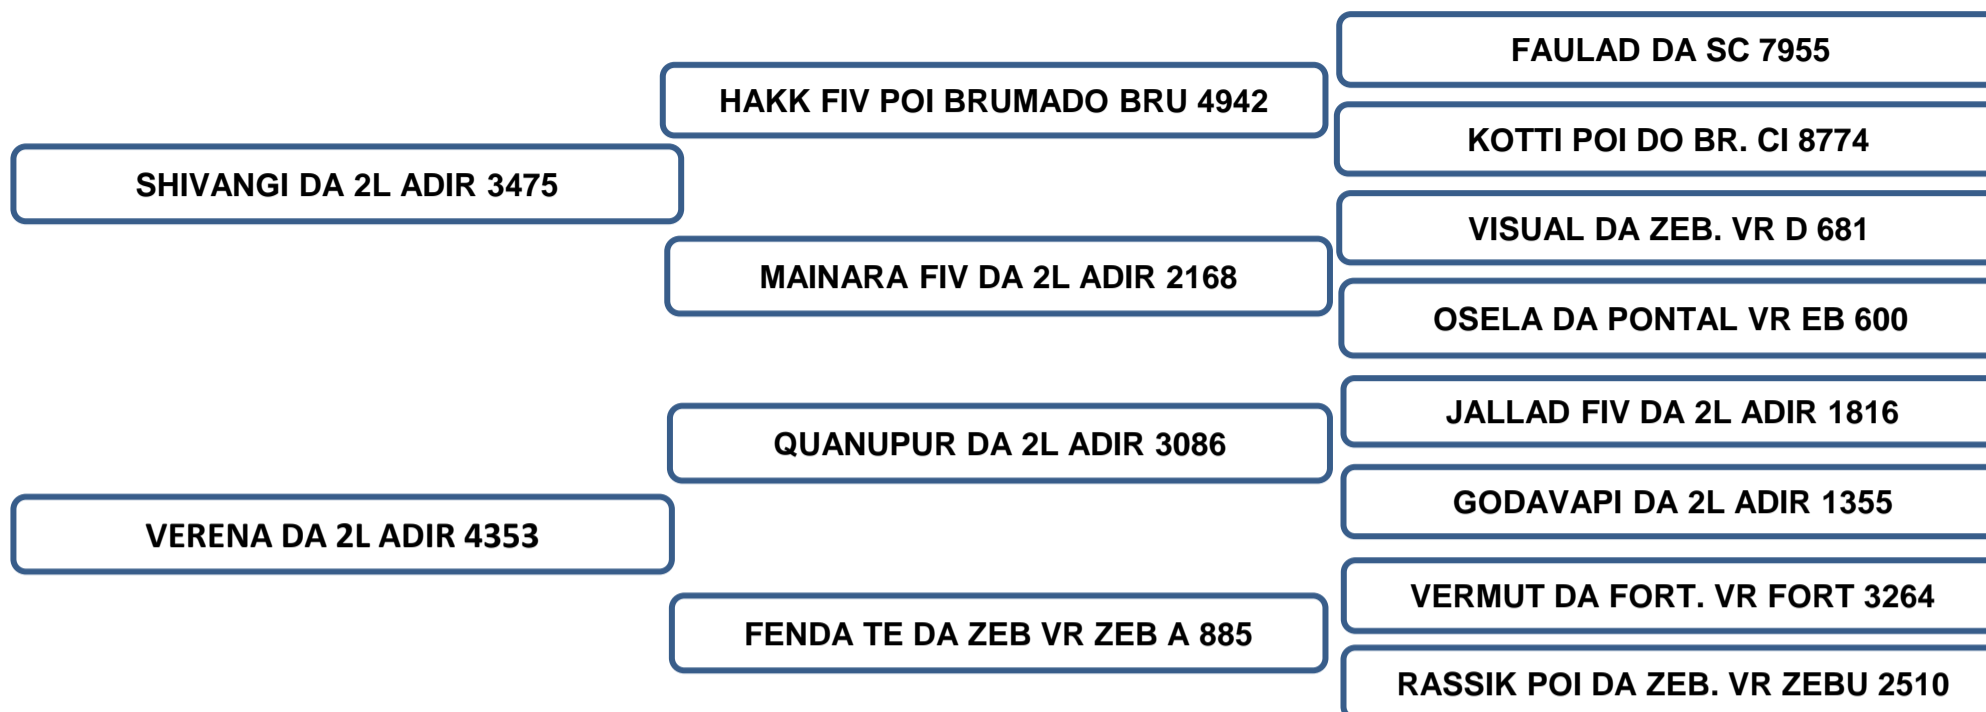 FAULAD DA SC 7955
HAKK FIV POI BRUMADO BRU 4942
KOTTI POI DO BR. CI 8774
SHIVANGI DA 2L ADIR 3475
VISUAL DA ZEB. VR D 681
MAINARA FIV DA 2L ADIR 2168
OSELA DA PONTAL VR EB 600
JALLAD FIV DA 2L ADIR 1816
QUANUPUR DA 2L ADIR 3086
GODAVAPI DA 2L ADIR 1355
VERENA DA 2L ADIR 4353
VERMUT DA FORT. VR FORT 3264
FENDA TE DA ZEB VR ZEB A 885
RASSIK POI DA ZEB. VR ZEBU 2510